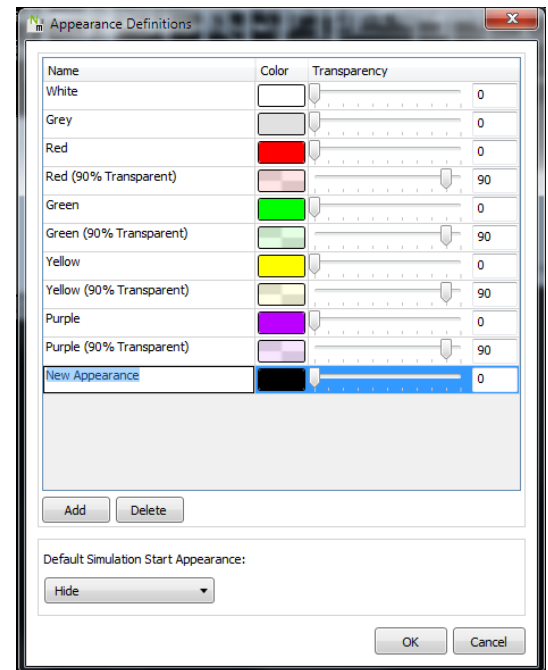 N m Appearance Definitions x
Name Color Transparency
White 0
Grey 0
Red 0
Red (90% Transparent) 90
Green 0
Green (90% Transparent) 90
Yellow 0
Yellow (90% Transparent) 90
Purple 0
Purple (90% Transparent) 90
New Appearance 0
Add Delete
Default Simulation Start Appearance:
Hide
OK Cancel